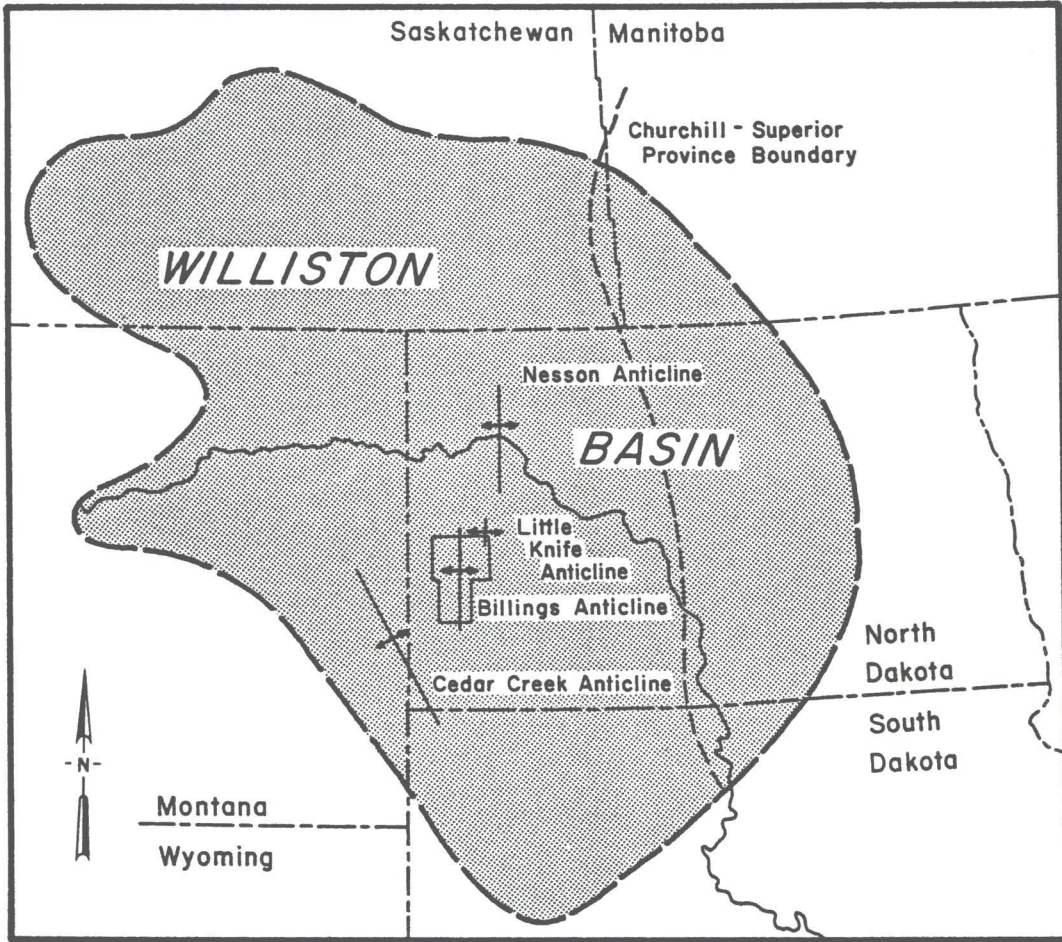 Saskatchewan
Manitoba
Churchill - Superior
Province Boundary
WILLISTON
Nesson Anticline
BASIN
Little
Knife
Anticline
Billings Anticline
North
Dakota
Cedar Creek Anticline
South
Dakota
-N-
Montana
Wyoming